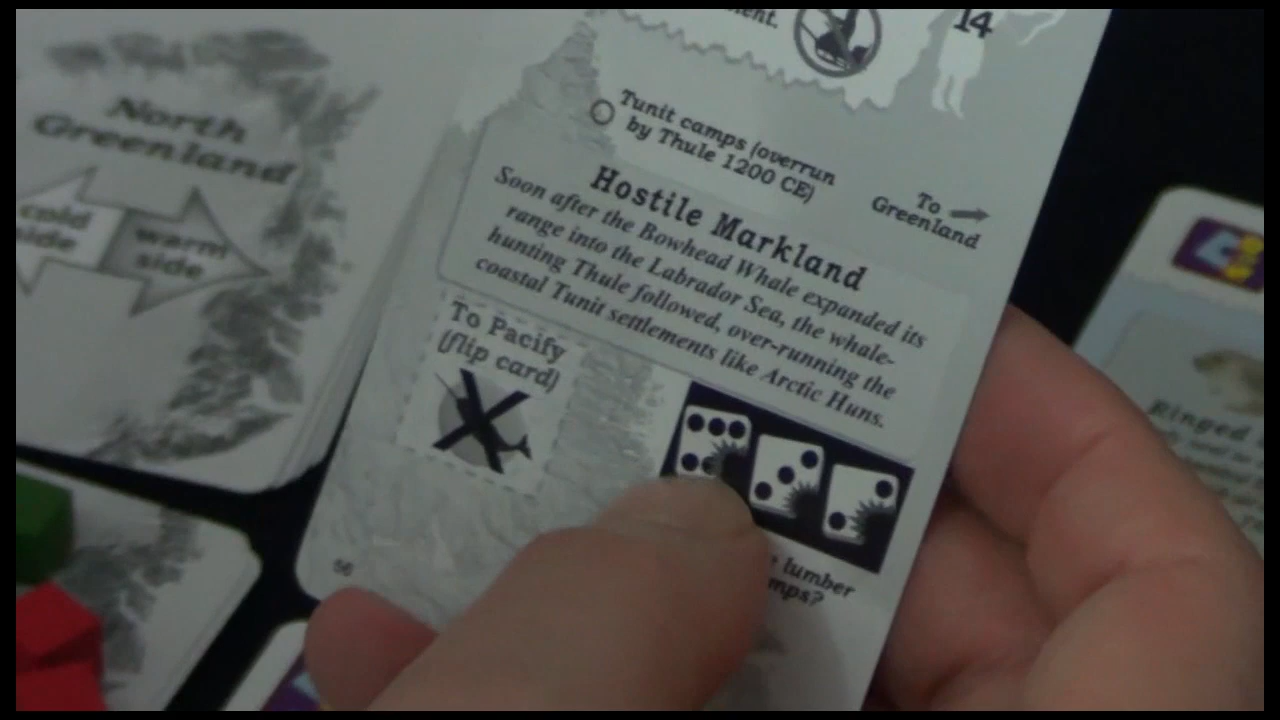 North
Greenland
cold
side
warm
side
14
Tunit camps (overrun
by Thule 1200 CE)
To
Greenland
Hostile Markland
Soon after the Bowhead Whale expanded its
range into the Labrador Sea, the whale-
hunting Thule followed, over-running the
coastal Tunit settlements like Arctic Huns.
To Pacify
(flip card)
lumber
56